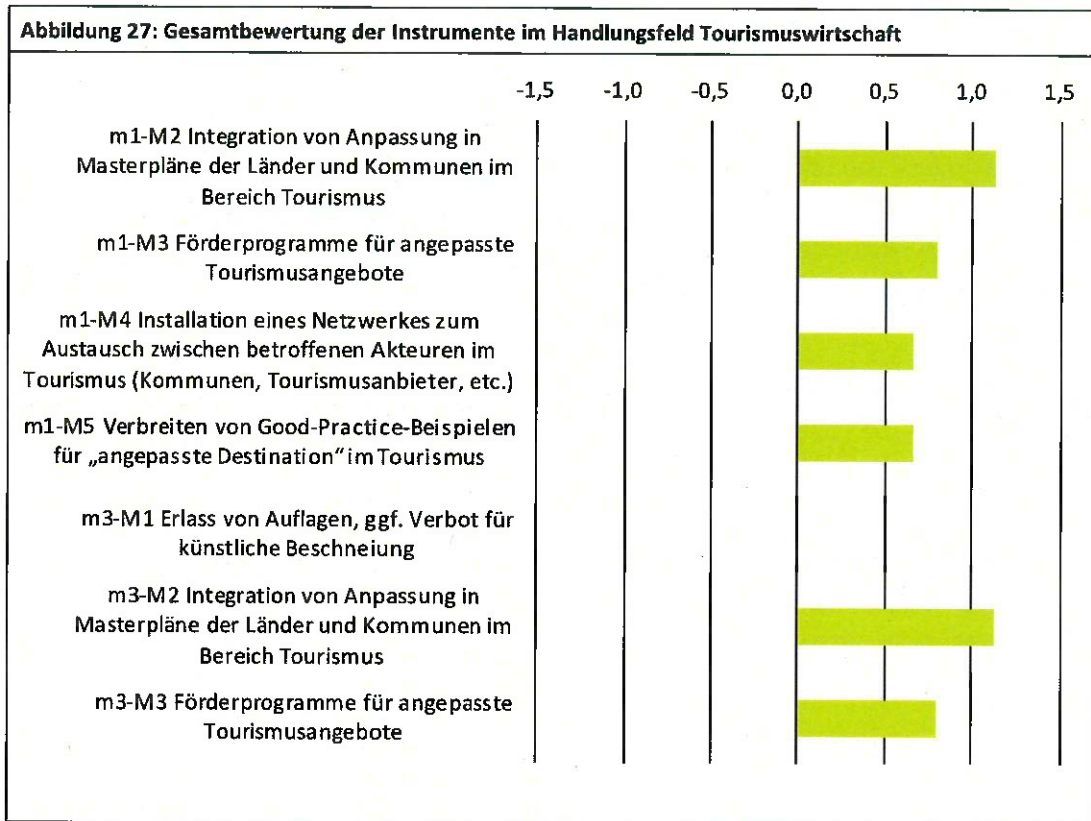 Abbildung 27: Gesamtbewertung der Instrumente im Handlungsfeld Tourismuswirtschaft
-1,5 -1,0 -0,5 0,0 0,5 1,0 1,5
m1-M2 Integration von Anpassung in
Masterpläne der Länder und Kommunen im
Bereich Tourismus
m1-M3 Förderprogramme für angepasste
Tourismusangebote
m1-M4 Installation eines Netzwerkes zum
Austausch zwischen betroffenen Akteuren im
Tourismus (Kommunen, Tourismusanbieter, etc.)
m1-M5 Verbreiten von Good-Practice-Beispielen
für „angepasste Destination" im Tourismus
m3-M1 Erlass von Auflagen, ggf. Verbot für
künstliche Beschneiung
m3-M2 Integration von Anpassung in
Masterpläne der Länder und Kommunen im
Bereich Tourismus
m3-M3 Förderprogramme für angepasste
Tourismusangebote